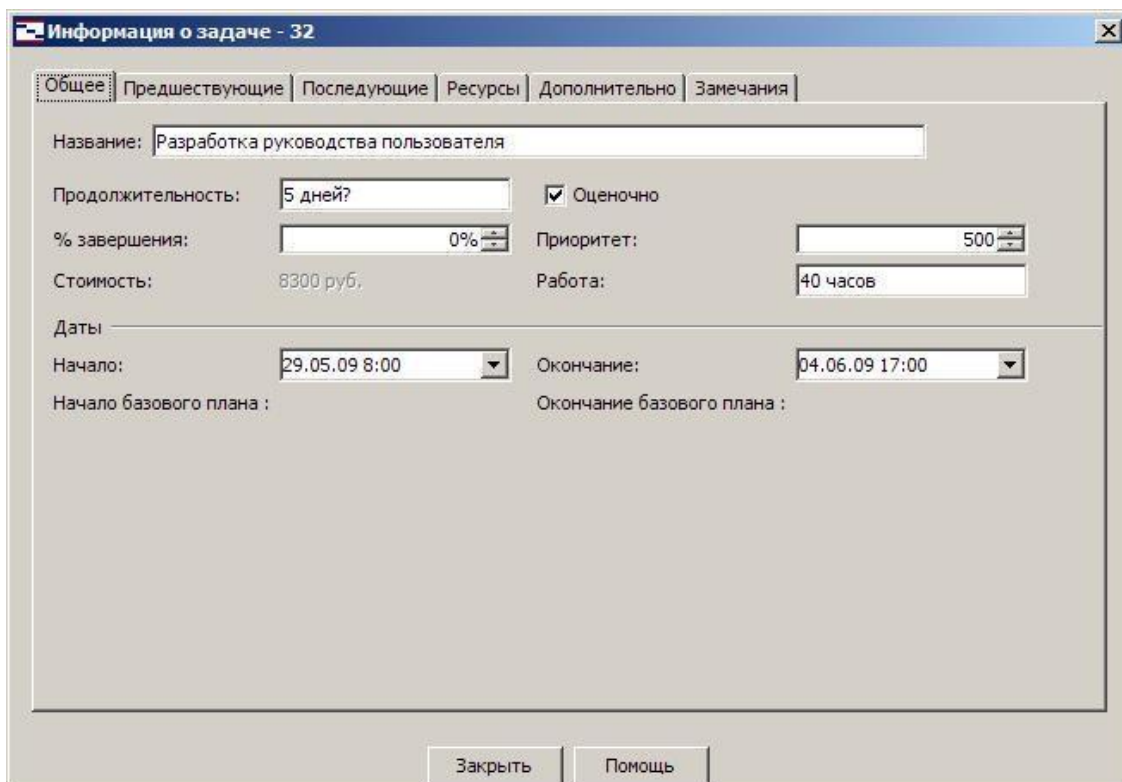 Информация о задаче - 32
Общее Предшествующие Последующие Ресурсы Дополнительно Замечания
Название: Разработка руководства пользователя
Продолжительность: 5 дней? Оценочно
% завершения: 0% Приоритет: 500
Стоимость: 8300 руб. Работа: 40 часов
Даты
Начало: 29.05.09 8:00 Окончание: 04.06.09 17:00
Начало базового плана : Окончание базового плана :
Закрыть Помощь